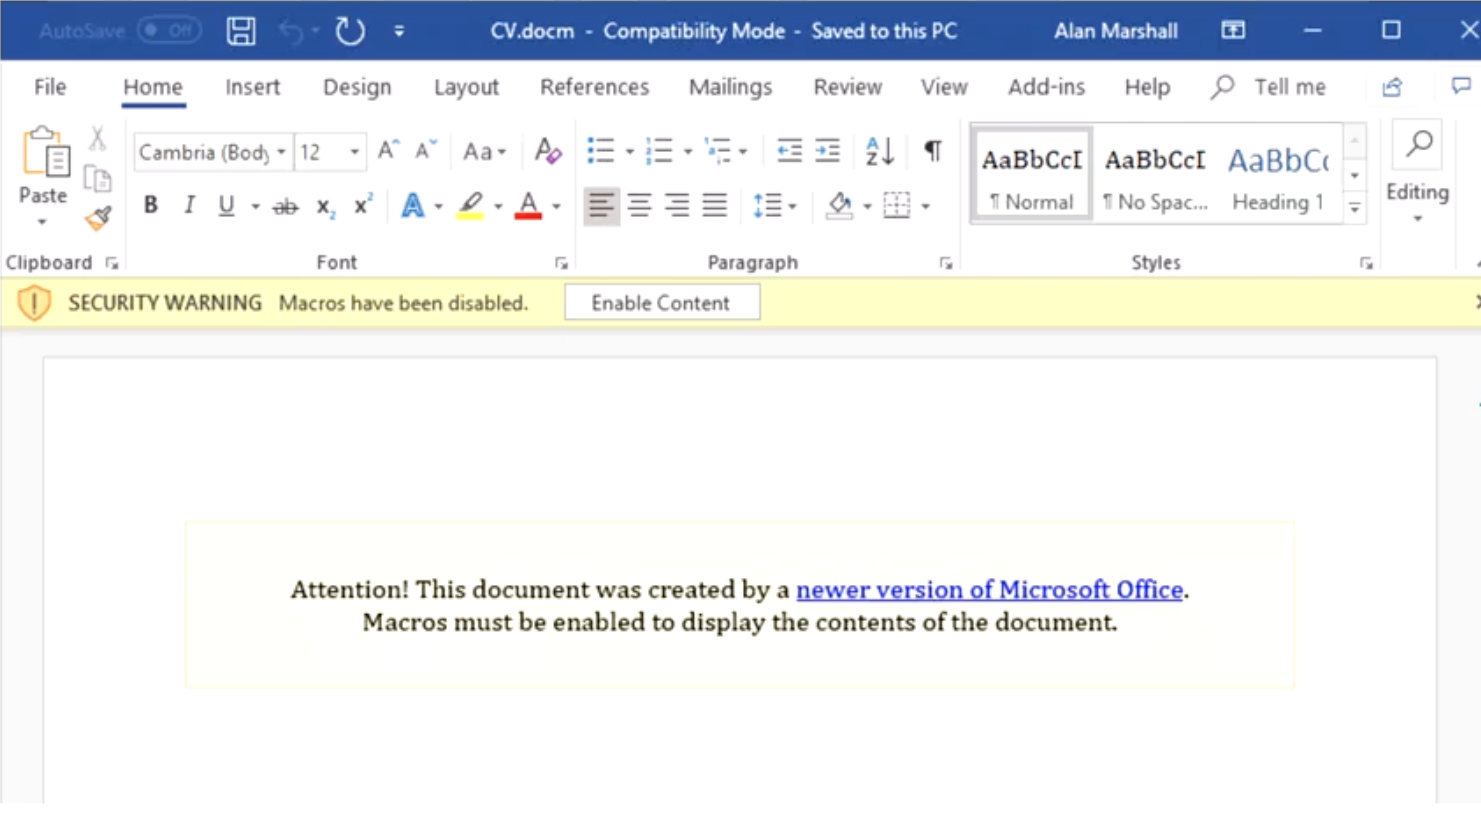 AutoSave Off CV.docm - Compatibility Mode - Saved to this PC Alan Marshall
File Home Insert Design Layout References Mailings Review View Add-ins Help Tell me
Paste
Cambria (Body 12 A A Aa A
B I U ab x₂ x² A A
AaBbCcI AaBbCcI AaBbC
¶ Normal ¶ No Spac... Heading 1
Editing
Clipboard Font Paragraph Styles
SECURITY WARNING Macros have been disabled. Enable Content
Attention! This document was created by a newer version of Microsoft Office.
Macros must be enabled to display the contents of the document.